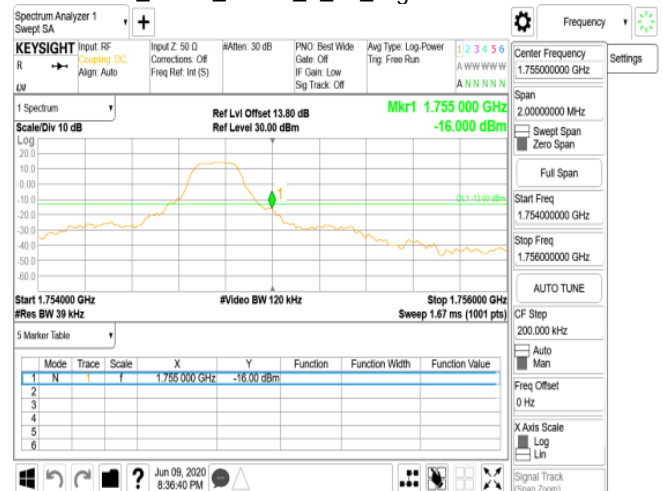 Spectrum Analyzer 1
Swept SA
Frequency
KEYSIGHT
R
Input: RF
Coupling: DC
Align: Auto
Input Z: 50 Ω
Corrections: Off
Freq Ref: Int (S)
#Atten: 30 dB
PNO: Best Wide
Gate: Off
IF Gain: Low
Sig Track: Off
Avg Type: Log-Power
Trig: Free Run
1 2 3 4 5 6
A W W W W W
A N N N N N
Center Frequency
1.755000000 GHz
Settings
Span
2.00000000 MHz
Swept Span
Zero Span
Full Span
Start Freq
1.754000000 GHz
Stop Freq
1.756000000 GHz
AUTO TUNE
CF Step
200.000 kHz
Auto
Man
Freq Offset
0 Hz
X Axis Scale
Log
Lin
Signal Track
(Span Zoom)
1 Spectrum
Scale/Div 10 dB
Ref Lvl Offset 13.80 dB
Ref Level 30.00 dBm
Mkr1 1.755 000 GHz
-16.000 dBm
Log
20.0
10.0
0.00
-10.0
-20.0
-30.0
-40.0
-50.0
-60.0
1
DL1 -13.00 dBm
Start 1.754000 GHz
#Res BW 39 kHz
#Video BW 120 kHz
Stop 1.756000 GHz
Sweep 1.67 ms (1001 pts)
5 Marker Table
Mode Trace Scale X Y Function Function Width Function Value
1 N 1 f 1.755 000 GHz -16.00 dBm
2
3
4
5
6
Jun 09, 2020
8:36:40 PM